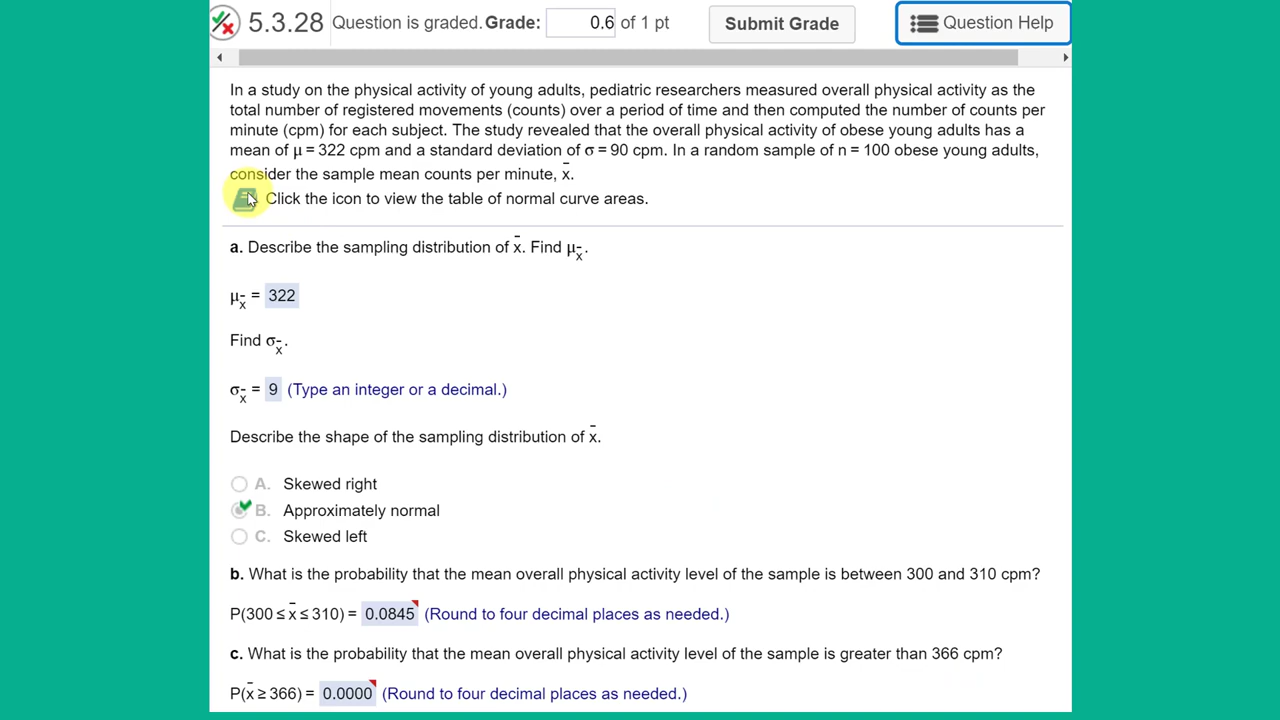 5.3.28 Question is graded. Grade: 0.6 of 1 pt Submit Grade Question Help
In a study on the physical activity of young adults, pediatric researchers measured overall physical activity as the
total number of registered movements (counts) over a period of time and then computed the number of counts per
minute (cpm) for each subject. The study revealed that the overall physical activity of obese young adults has a
mean of μ = 322 cpm and a standard deviation of σ = 90 cpm. In a random sample of n = 100 obese young adults,
consider the sample mean counts per minute, x̄.
Click the icon to view the table of normal curve areas.
a. Describe the sampling distribution of x̄. Find μx̄.
μx̄ = 322
Find σx̄.
σx̄ = 9 (Type an integer or a decimal.)
Describe the shape of the sampling distribution of x̄.
A. Skewed right
B. Approximately normal
C. Skewed left
b. What is the probability that the mean overall physical activity level of the sample is between 300 and 310 cpm?
P(300 ≤ x̄ ≤ 310) = 0.0845 (Round to four decimal places as needed.)
c. What is the probability that the mean overall physical activity level of the sample is greater than 366 cpm?
P(x̄ ≥ 366) = 0.0000 (Round to four decimal places as needed.)